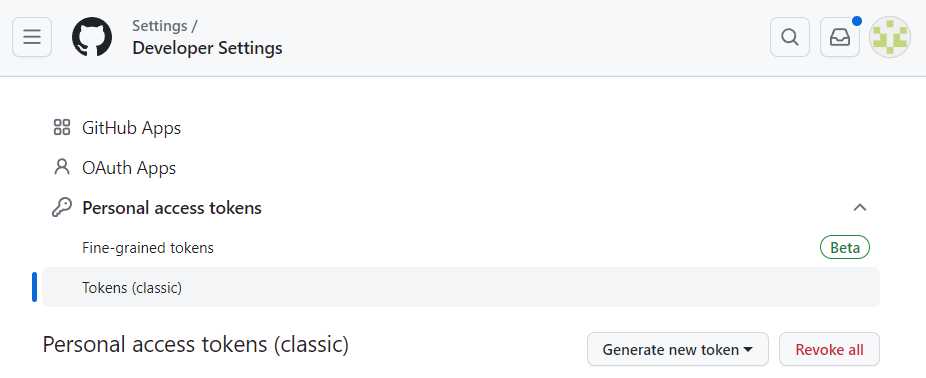 Settings /
Developer Settings
GitHub Apps
OAuth Apps
Personal access tokens
Fine-grained tokens Beta
Tokens (classic)
Personal access tokens (classic) Generate new token Revoke all